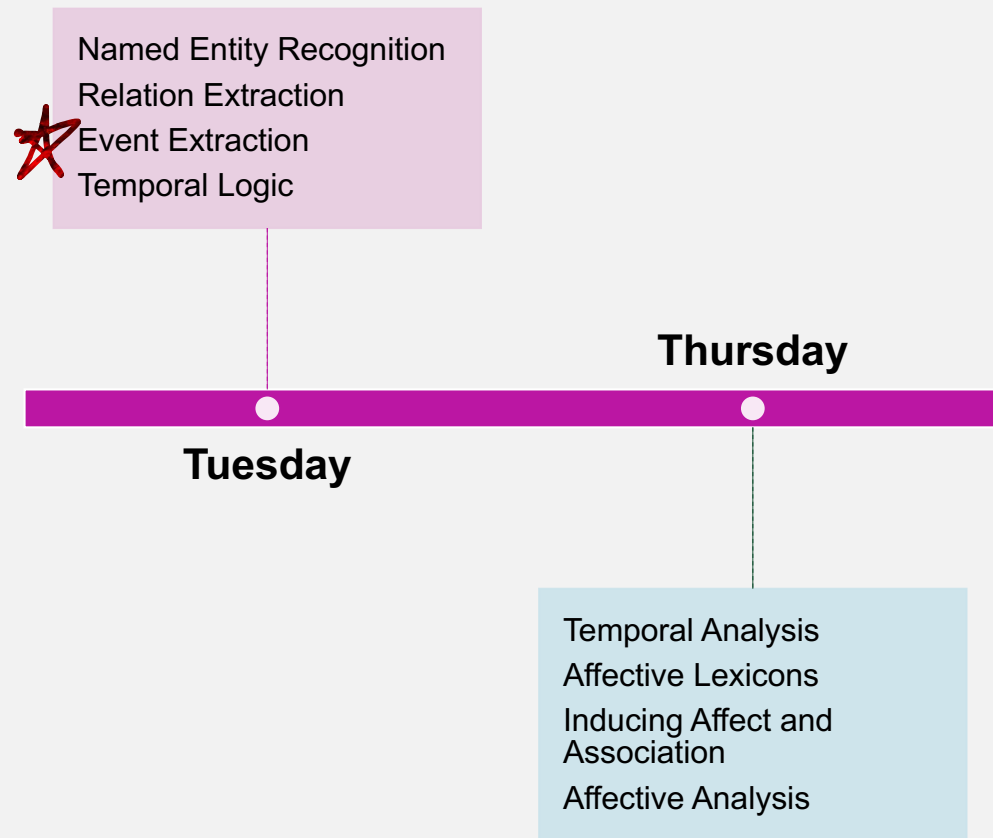 Named Entity Recognition
Relation Extraction
Event Extraction
Temporal Logic
Thursday
Tuesday
Temporal Analysis
Affective Lexicons
Inducing Affect and
Association
Affective Analysis